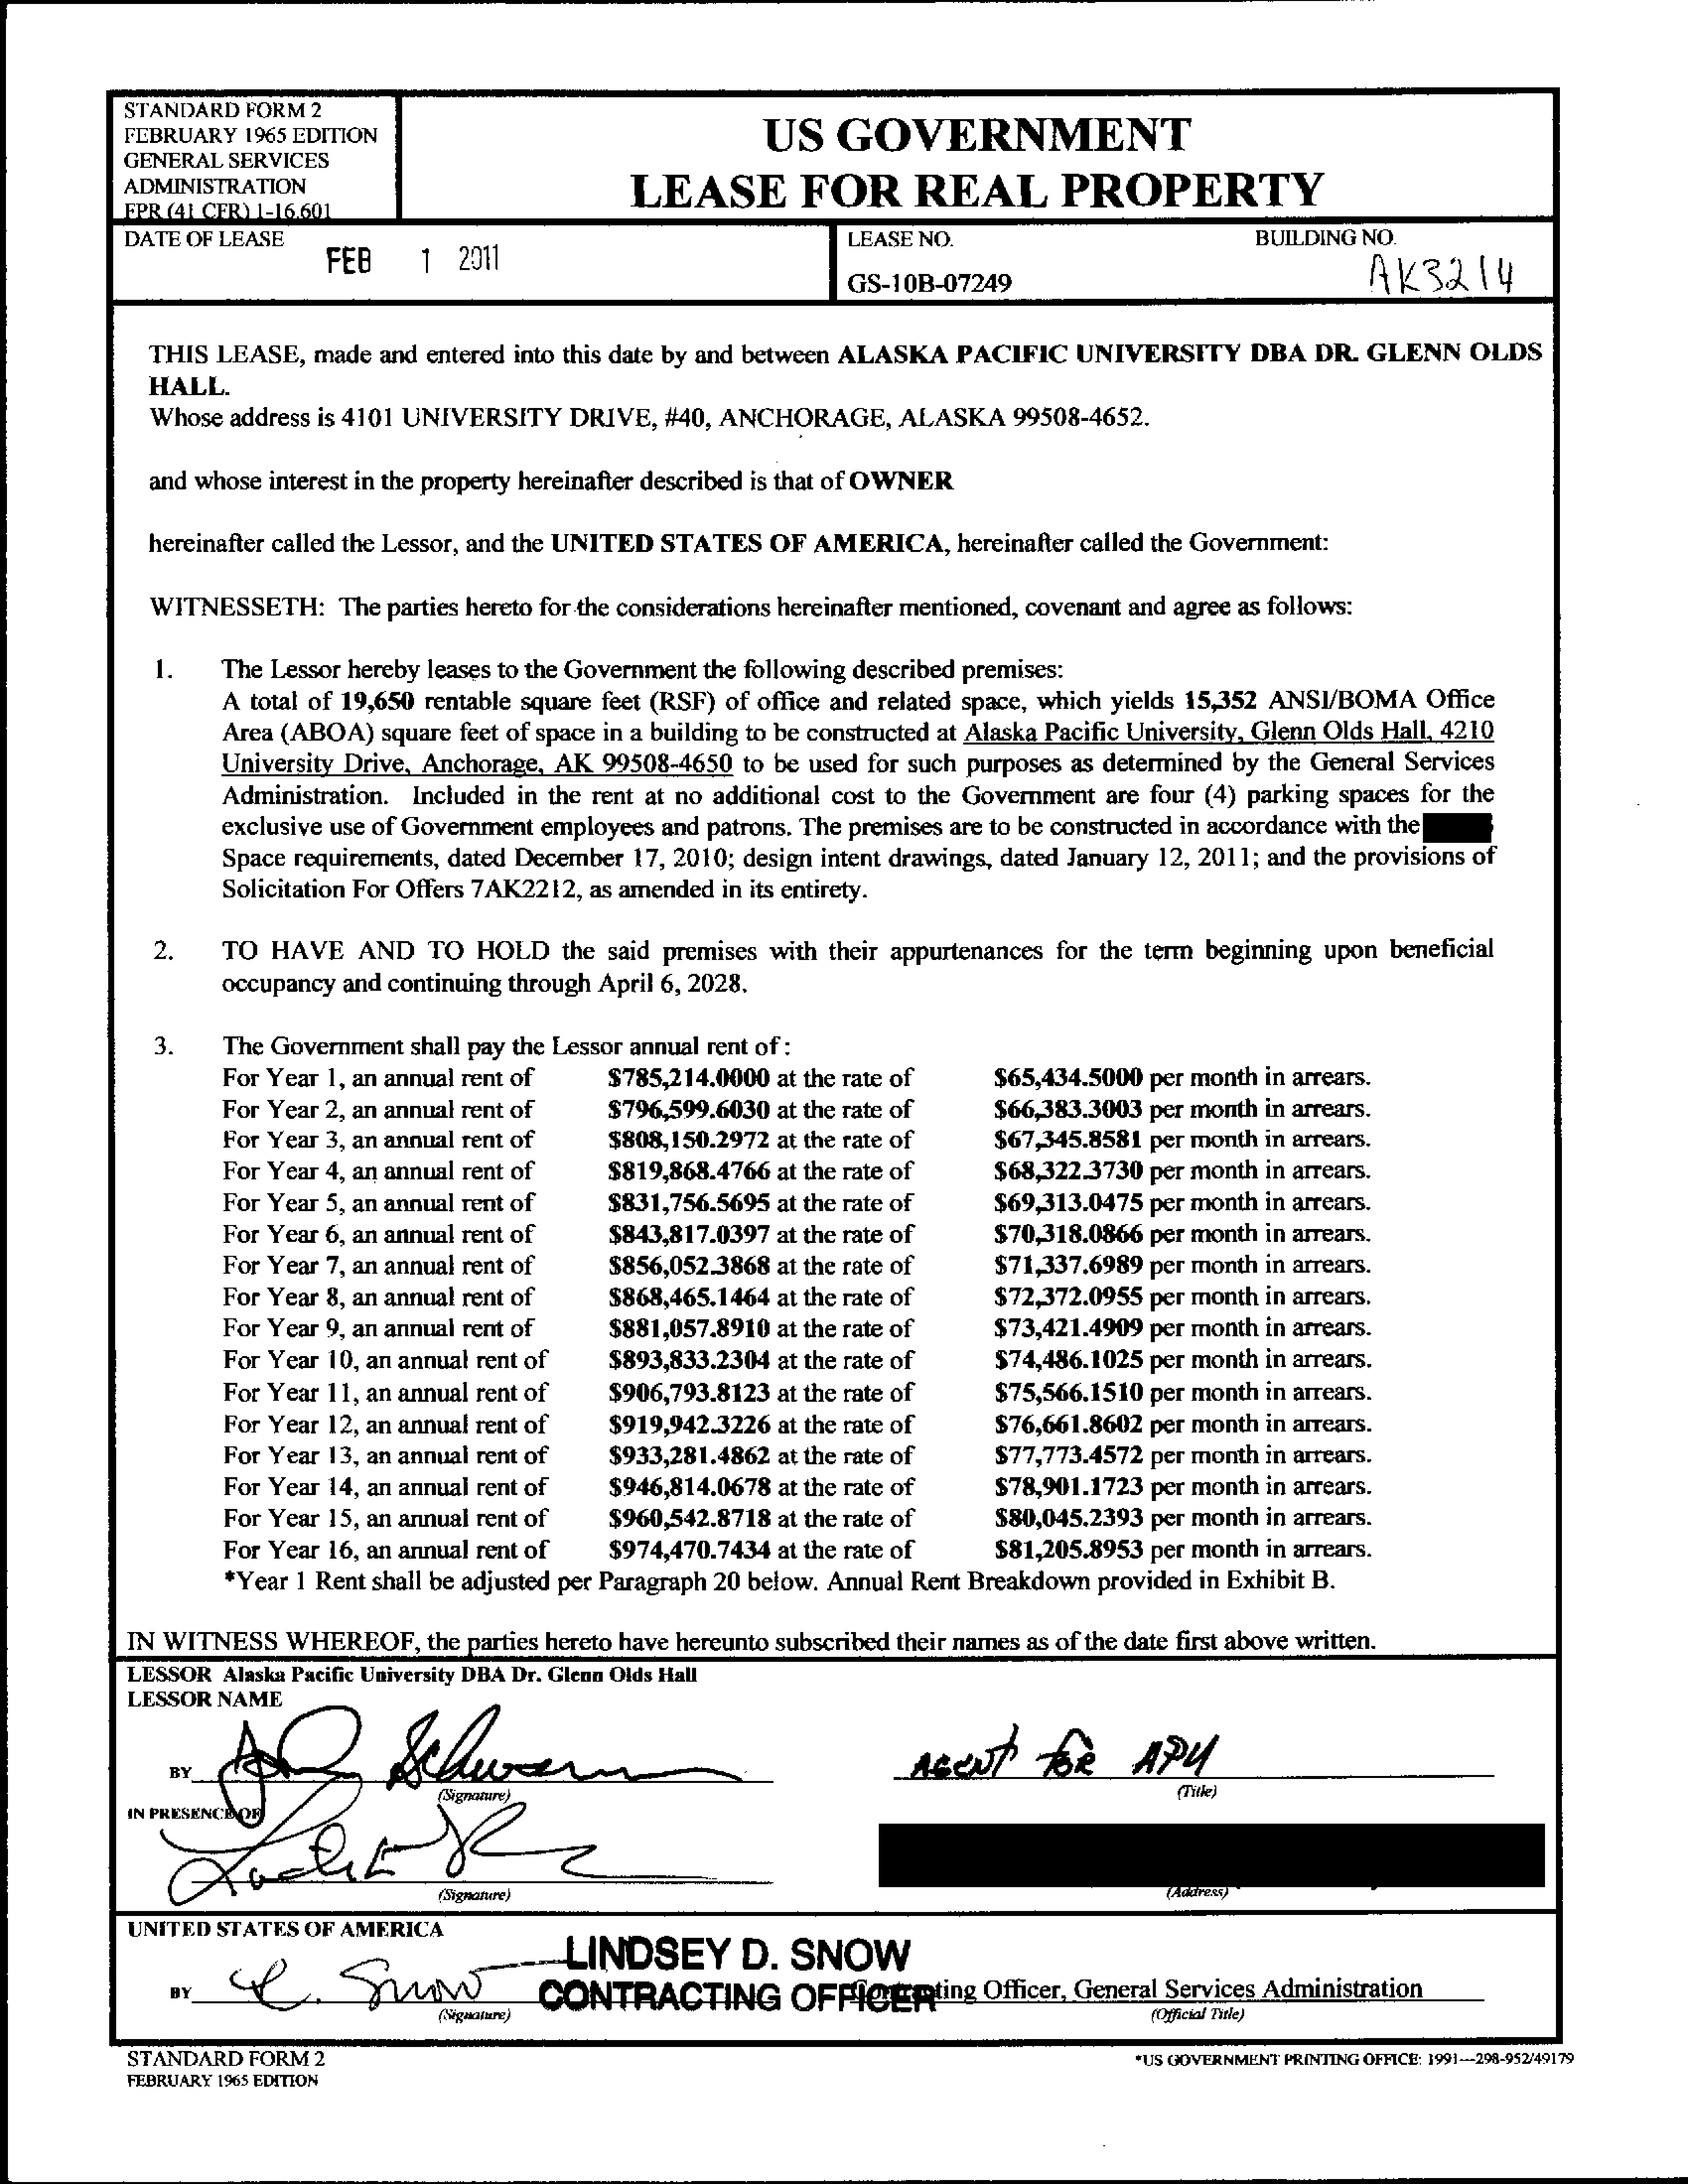 STANDARD FORM 2
FEBRUARY 1965 EDITION
GENERAL SERVICES
ADMINISTRATION
FPR (41 CFR) 1-16.601
US GOVERNMENT
LEASE FOR REAL PROPERTY
DATE OF LEASE
FEB 1 2011
LEASE NO.
GS-10B-07249
BUILDING NO.
AK3214
THIS LEASE, made and entered into this date by and between ALASKA PACIFIC UNIVERSITY DBA DR. GLENN OLDS
HALL.
Whose address is 4101 UNIVERSITY DRIVE, #40, ANCHORAGE, ALASKA 99508-4652.
and whose interest in the property hereinafter described is that of OWNER
hereinafter called the Lessor, and the UNITED STATES OF AMERICA, hereinafter called the Government:
WITNESSETH: The parties hereto for the considerations hereinafter mentioned, covenant and agree as follows:
1. The Lessor hereby leases to the Government the following described premises:
A total of 19,650 rentable square feet (RSF) of office and related space, which yields 15,352 ANSI/BOMA Office
Area (ABOA) square feet of space in a building to be constructed at Alaska Pacific University, Glenn Olds Hall, 4210
University Drive, Anchorage, AK 99508-4650 to be used for such purposes as determined by the General Services
Administration. Included in the rent at no additional cost to the Government are four (4) parking spaces for the
exclusive use of Government employees and patrons. The premises are to be constructed in accordance with the
Space requirements, dated December 17, 2010; design intent drawings, dated January 12, 2011; and the provisions of
Solicitation For Offers 7AK2212, as amended in its entirety.
2. TO HAVE AND TO HOLD the said premises with their appurtenances for the term beginning upon beneficial
occupancy and continuing through April 6, 2028.
3. The Government shall pay the Lessor annual rent of :
For Year 1, an annual rent of $785,214.0000 at the rate of $65,434.5000 per month in arrears.
For Year 2, an annual rent of $796,599.6030 at the rate of $66,383.3003 per month in arrears.
For Year 3, an annual rent of $808,150.2972 at the rate of $67,345.8581 per month in arrears.
For Year 4, an annual rent of $819,868.4766 at the rate of $68,322.3730 per month in arrears.
For Year 5, an annual rent of $831,756.5695 at the rate of $69,313.0475 per month in arrears.
For Year 6, an annual rent of $843,817.0397 at the rate of $70,318.0866 per month in arrears.
For Year 7, an annual rent of $856,052.3868 at the rate of $71,337.6989 per month in arrears.
For Year 8, an annual rent of $868,465.1464 at the rate of $72,372.0955 per month in arrears.
For Year 9, an annual rent of $881,057.8910 at the rate of $73,421.4909 per month in arrears.
For Year 10, an annual rent of $893,833.2304 at the rate of $74,486.1025 per month in arrears.
For Year 11, an annual rent of $906,793.8123 at the rate of $75,566.1510 per month in arrears.
For Year 12, an annual rent of $919,942.3226 at the rate of $76,661.8602 per month in arrears.
For Year 13, an annual rent of $933,281.4862 at the rate of $77,773.4572 per month in arrears.
For Year 14, an annual rent of $946,814.0678 at the rate of $78,901.1723 per month in arrears.
For Year 15, an annual rent of $960,542.8718 at the rate of $80,045.2393 per month in arrears.
For Year 16, an annual rent of $974,470.7434 at the rate of $81,205.8953 per month in arrears.
*Year 1 Rent shall be adjusted per Paragraph 20 below. Annual Rent Breakdown provided in Exhibit B.
IN WITNESS WHEREOF, the parties hereto have hereunto subscribed their names as of the date first above written.
LESSOR Alaska Pacific University DBA Dr. Glenn Olds Hall
LESSOR NAME
BY
AGENT FOR APU
(Signature)
(Title)
IN PRESENCE OF
(Signature)
(Address)
UNITED STATES OF AMERICA
LINDSEY D. SNOW
BY L. Snow CONTRACTING OFFICER Contracting Officer, General Services Administration
(Signature)
(Official Title)
STANDARD FORM 2
FEBRUARY 1965 EDITION
*US GOVERNMENT PRINTING OFFICE: 1991---298-952/49179